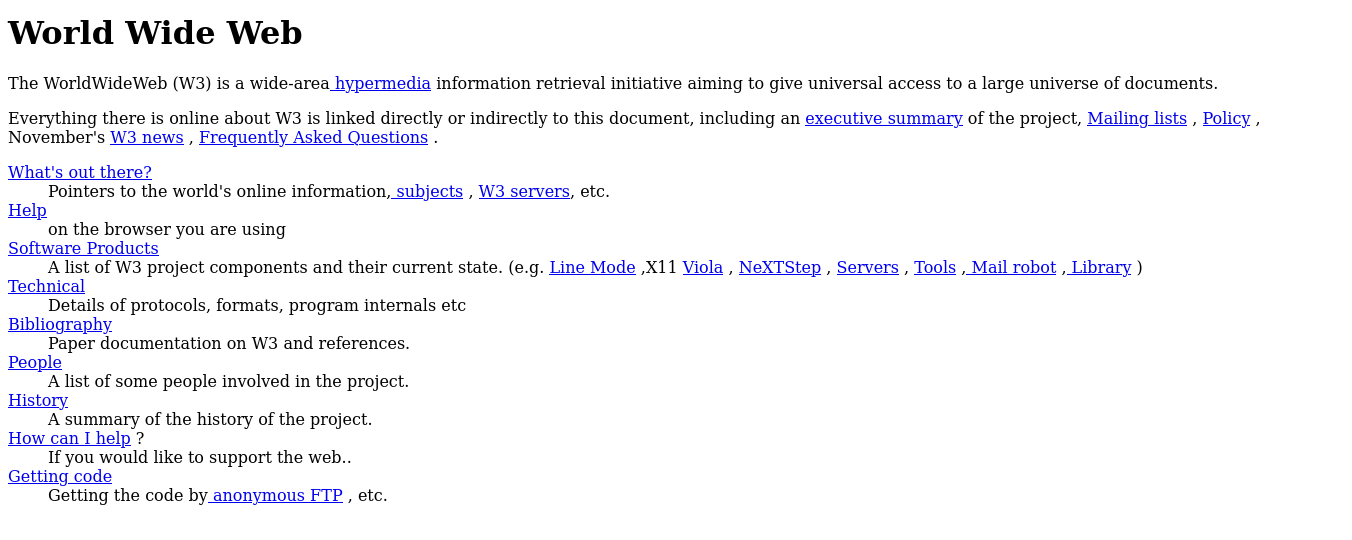 World Wide Web
The WorldWideWeb (W3) is a wide-area hypermedia information retrieval initiative aiming to give universal access to a large universe of documents.
Everything there is online about W3 is linked directly or indirectly to this document, including an executive summary of the project, Mailing lists , Policy ,
November's W3 news , Frequently Asked Questions .
What's out there?
Pointers to the world's online information, subjects , W3 servers, etc.
Help
on the browser you are using
Software Products
A list of W3 project components and their current state. (e.g. Line Mode ,X11 Viola , NeXTStep , Servers , Tools , Mail robot , Library )
Technical
Details of protocols, formats, program internals etc
Bibliography
Paper documentation on W3 and references.
People
A list of some people involved in the project.
History
A summary of the history of the project.
How can I help ?
If you would like to support the web..
Getting code
Getting the code by anonymous FTP , etc.